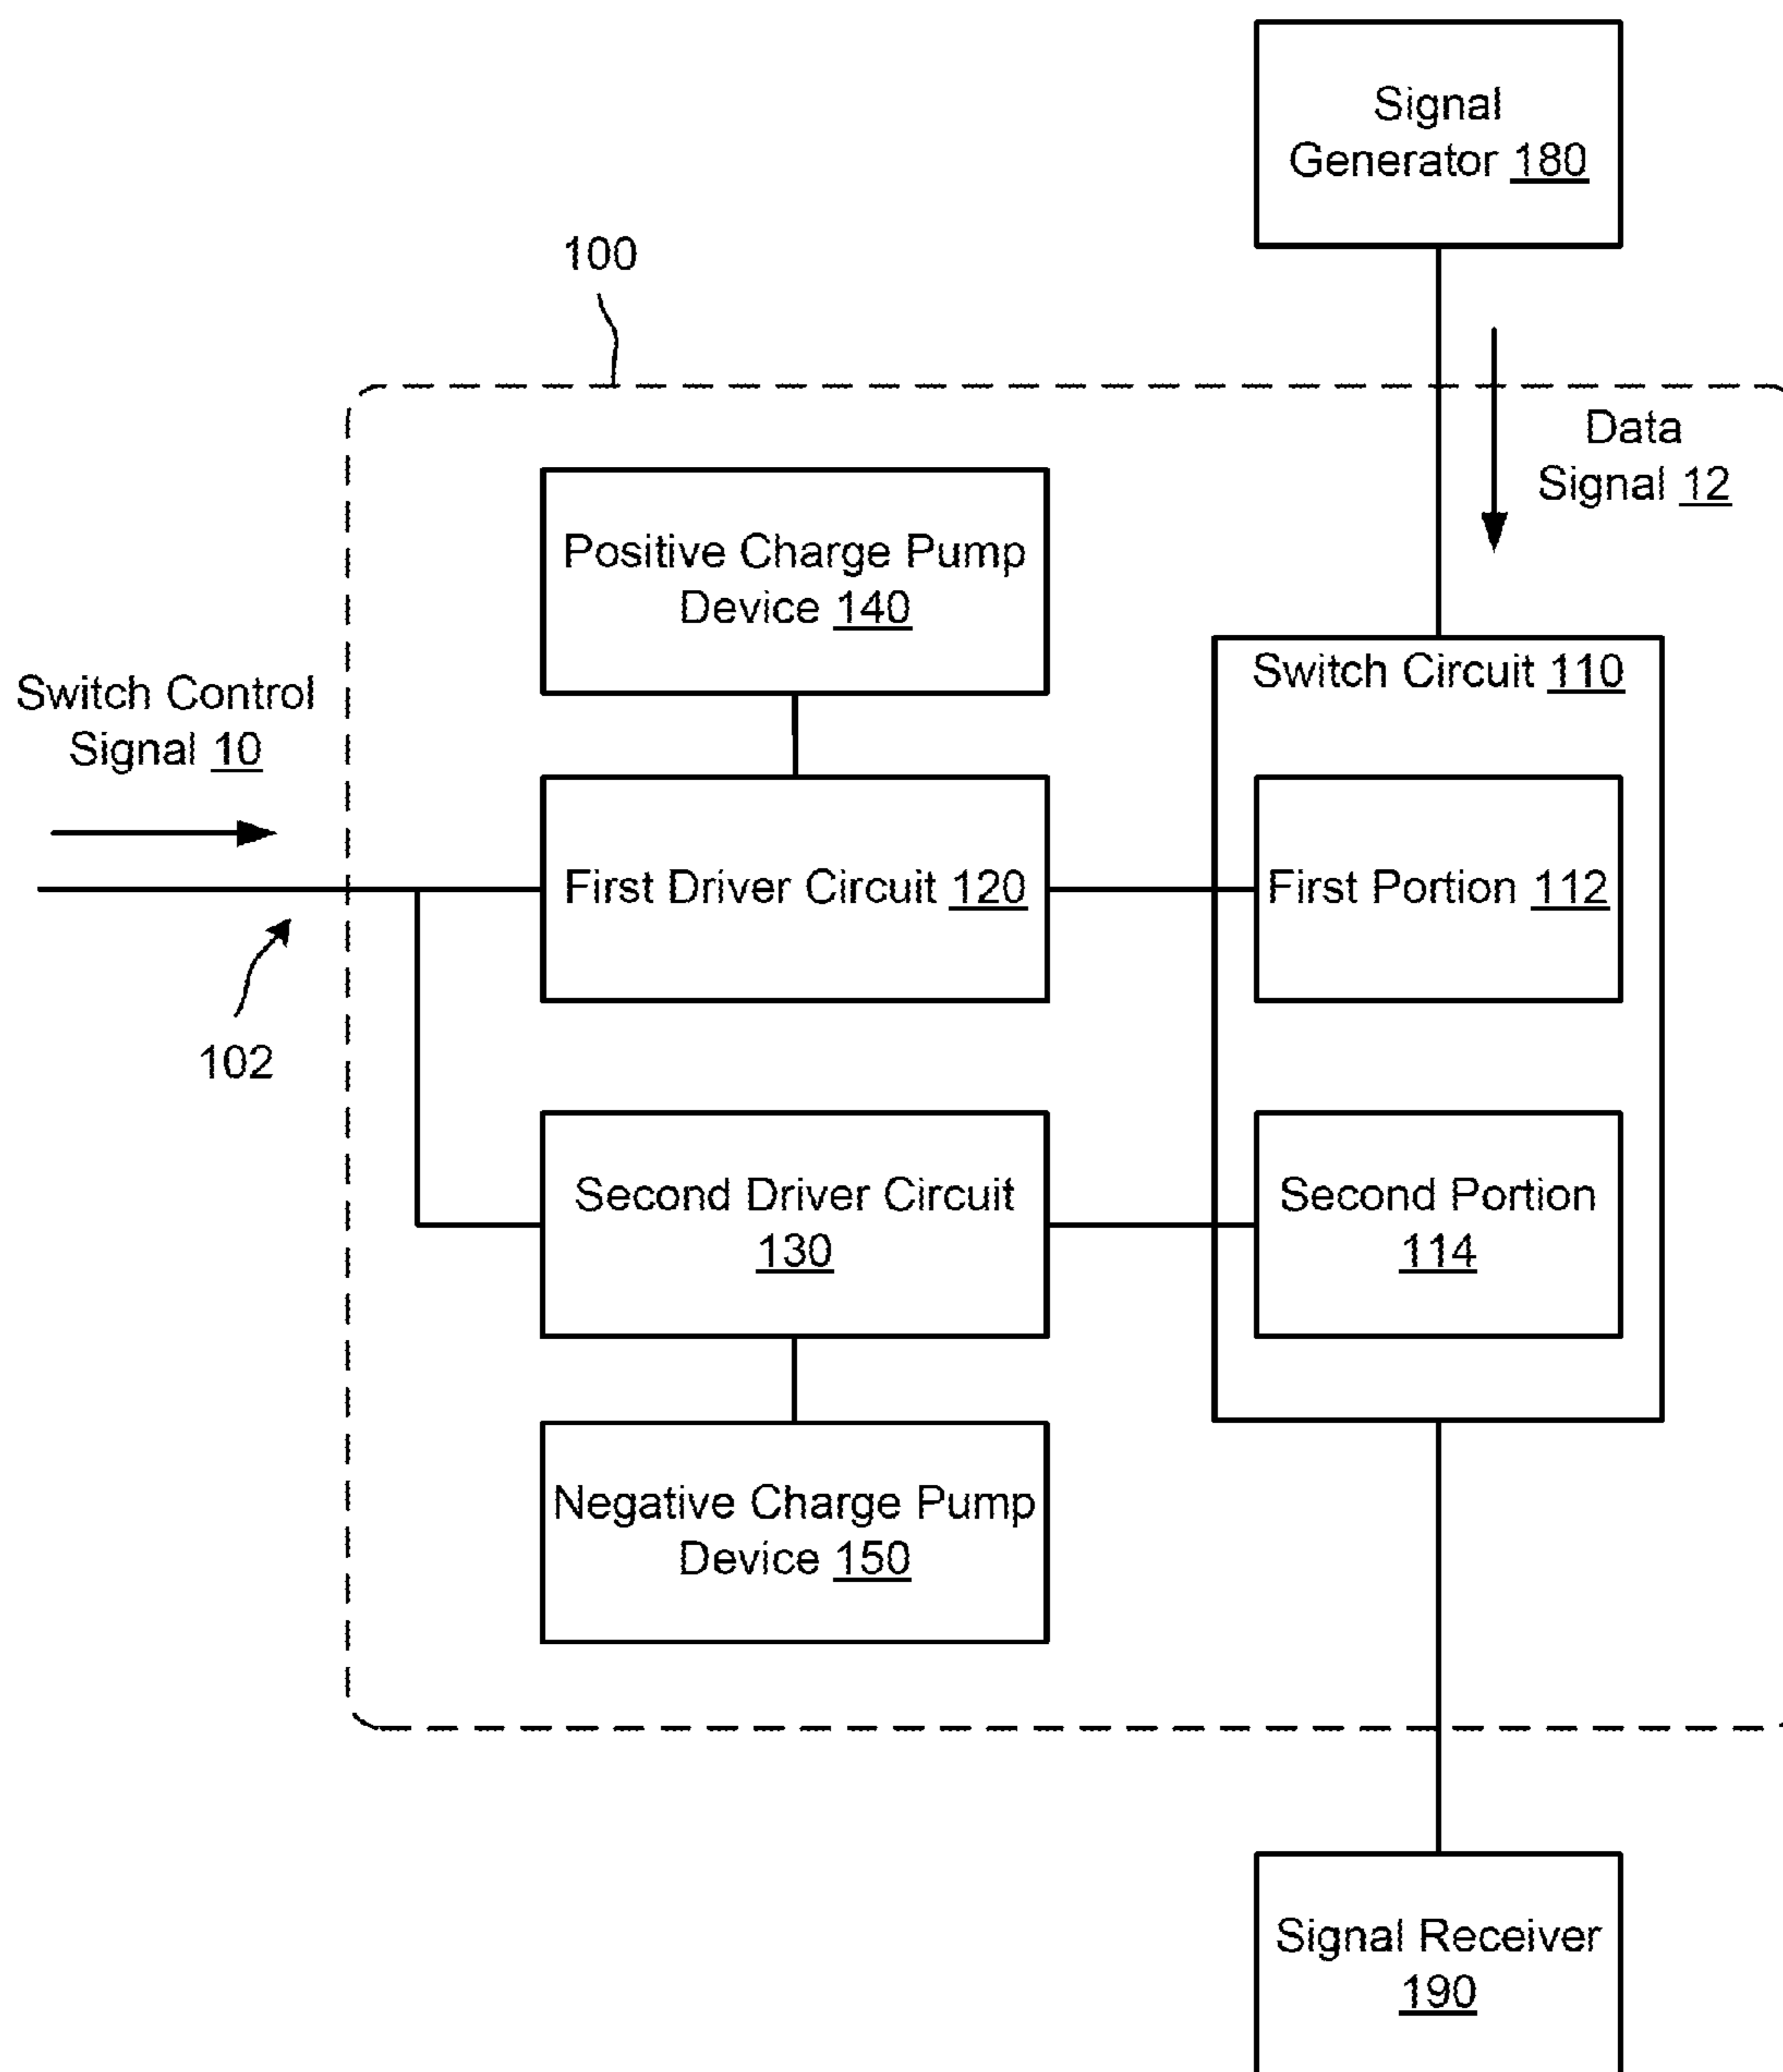 Signal
Generator 180
100
Data
Signal 12
Positive Charge Pump
Device 140
Switch Circuit 110
Switch Control
Signal 10
First Driver Circuit 120
First Portion 112
102
Second Driver Circuit
130
Second Portion
114
Negative Charge Pump
Device 150
Signal Receiver
190